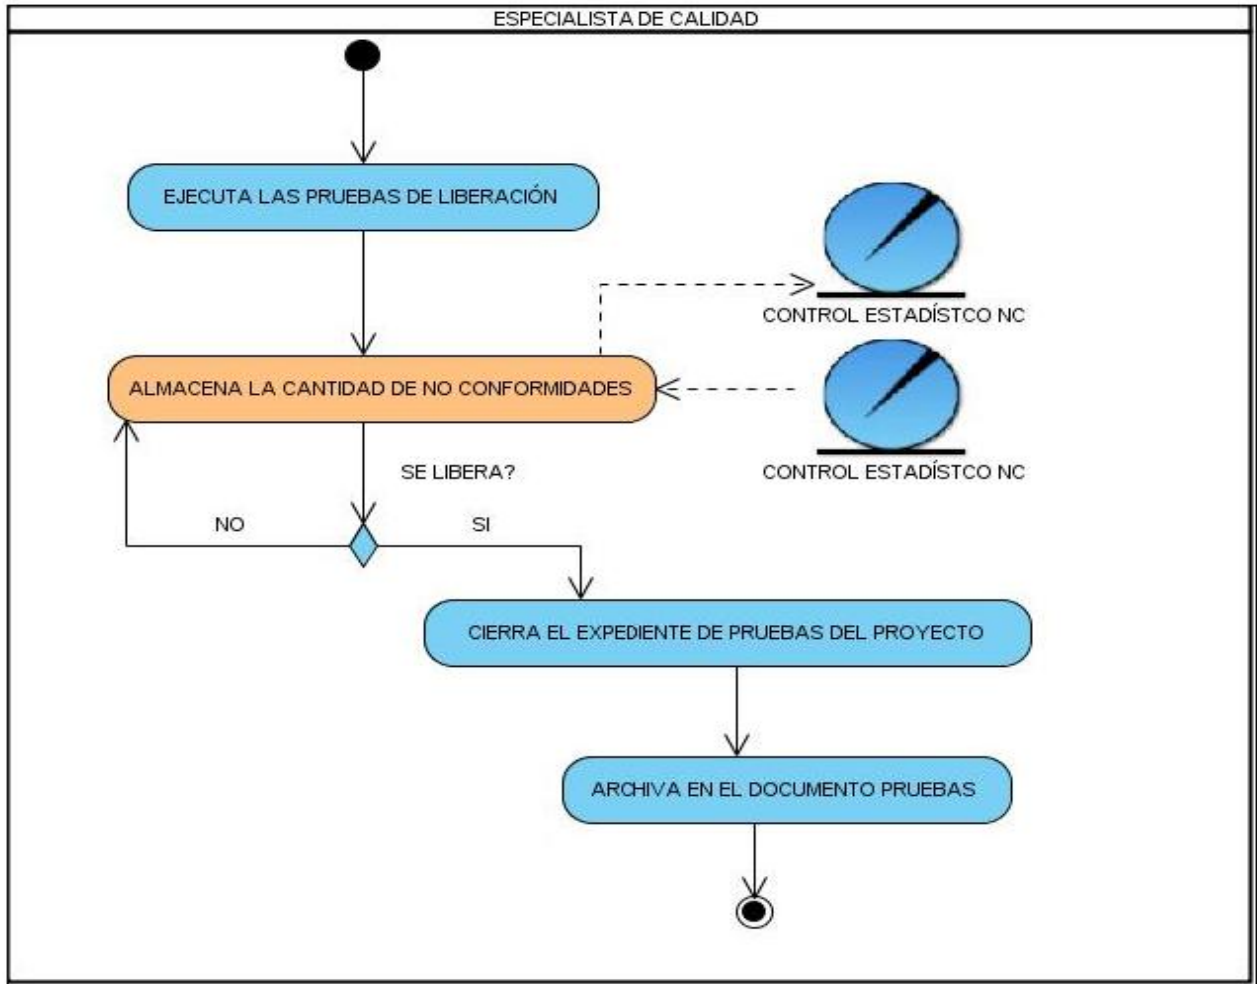 ESPECIALISTA DE CALIDAD
EJECUTA LAS PRUEBAS DE LIBERACIÓN
CONTROL ESTADÍSTCO NC
ALMACENA LA CANTIDAD DE NO CONFORMIDADES
CONTROL ESTADÍSTCO NC
SE LIBERA?
NO
SI
CIERRA EL EXPEDIENTE DE PRUEBAS DEL PROYECTO
ARCHIVA EN EL DOCUMENTO PRUEBAS